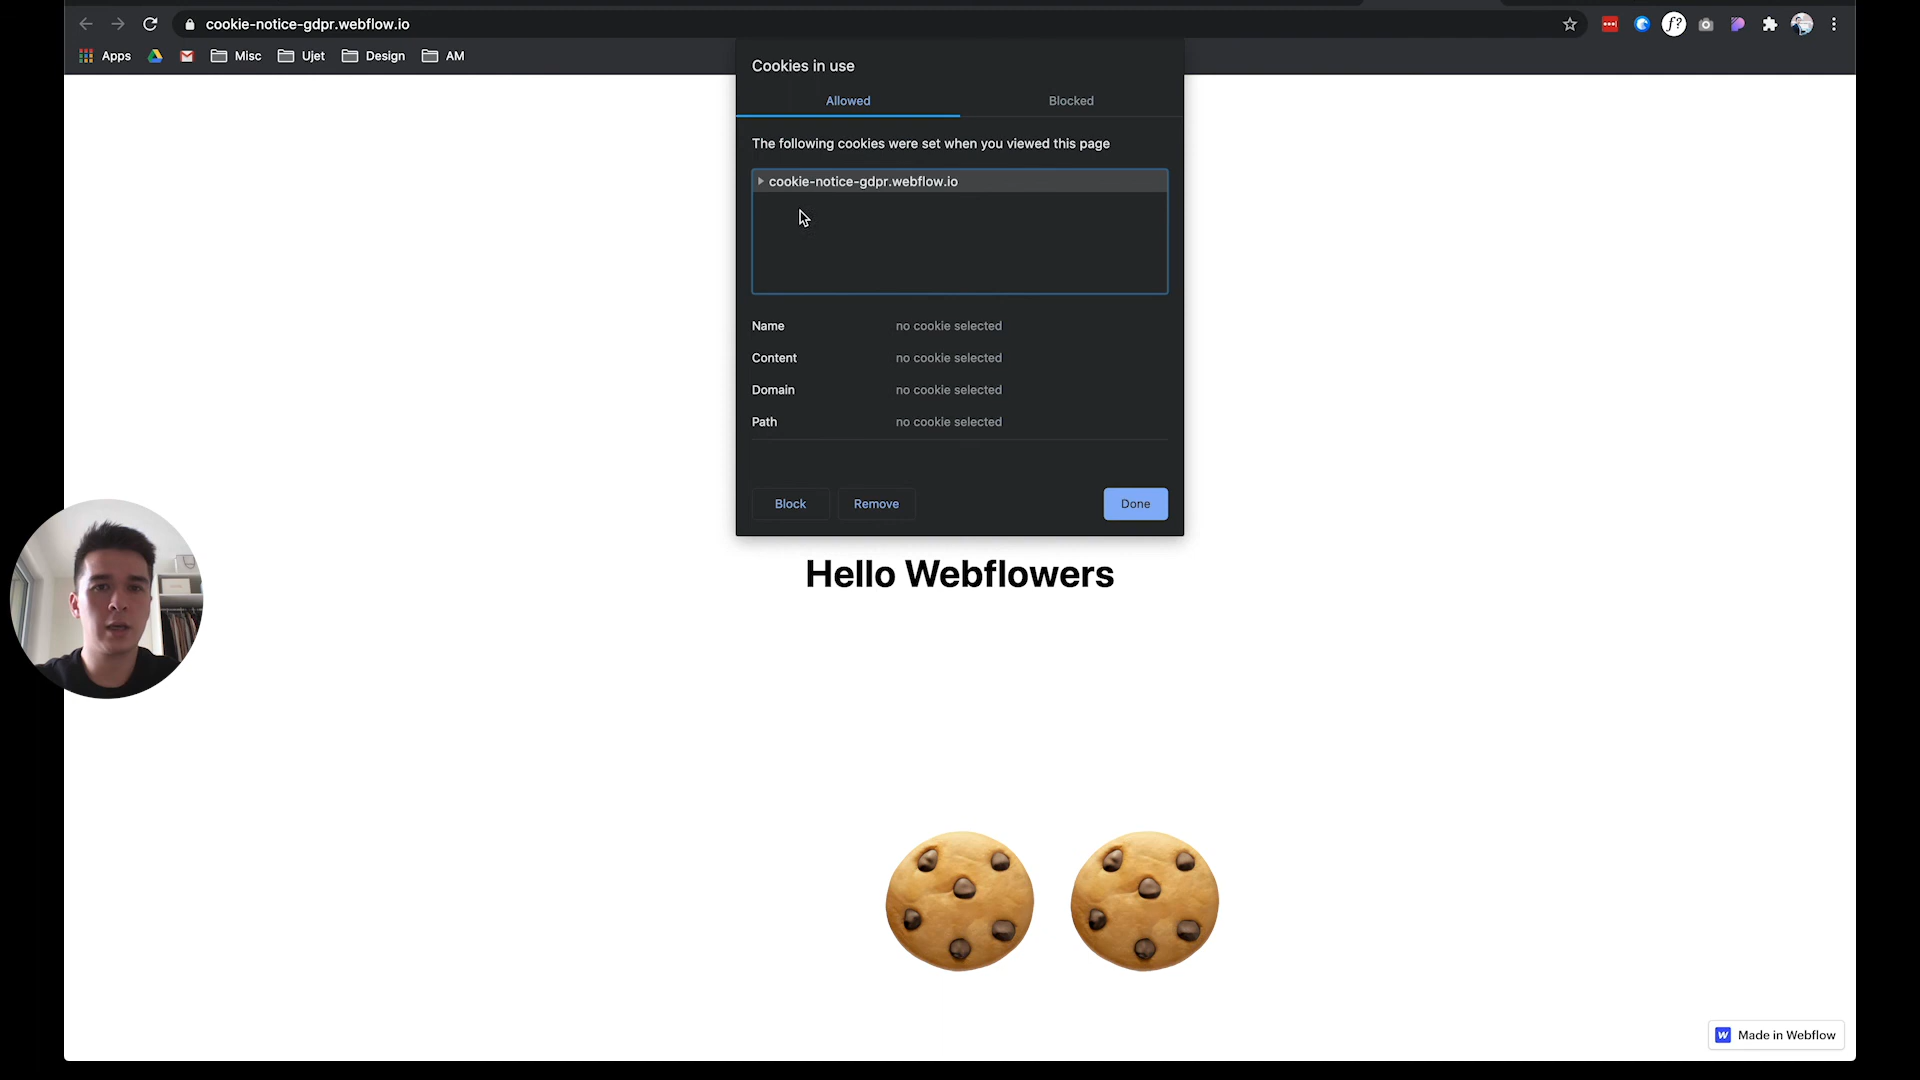 cookie-notice-gdpr.webflow.io
f?
Apps
Misc
Ujet
Design
AM
Cookies in use
Allowed
Blocked
The following cookies were set when you viewed this page
cookie-notice-gdpr.webflow.io
Name
no cookie selected
Content
no cookie selected
Domain
no cookie selected
Path
no cookie selected
Block
Remove
Done
Hello Webflowers
Made in Webflow